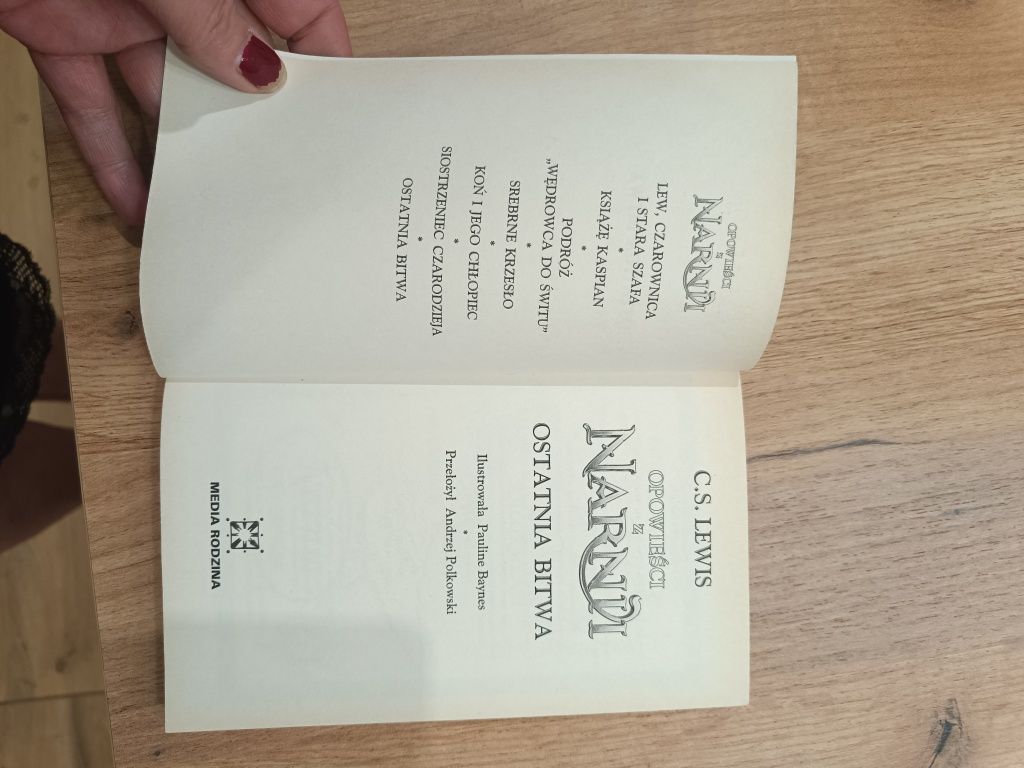 OPOWIEŚCI
Z
NARNII
LEW, CZAROWNICA
I STARA SZAFA
*
KSIĄŻĘ KASPIAN
*
PODRÓŻ
„WĘDROWCA DO ŚWITU”
*
SREBRNE KRZESŁO
*
KOŃ I JEGO CHŁOPIEC
*
SIOSTRZENIEC CZARODZIEJA
*
OSTATNIA BITWA
C.S. LEWIS
OPOWIEŚCI
Z
NARNII
OSTATNIA BITWA
Ilustrowała Pauline Baynes
*
Przełożył Andrzej Polkowski
MEDIA RODZINA